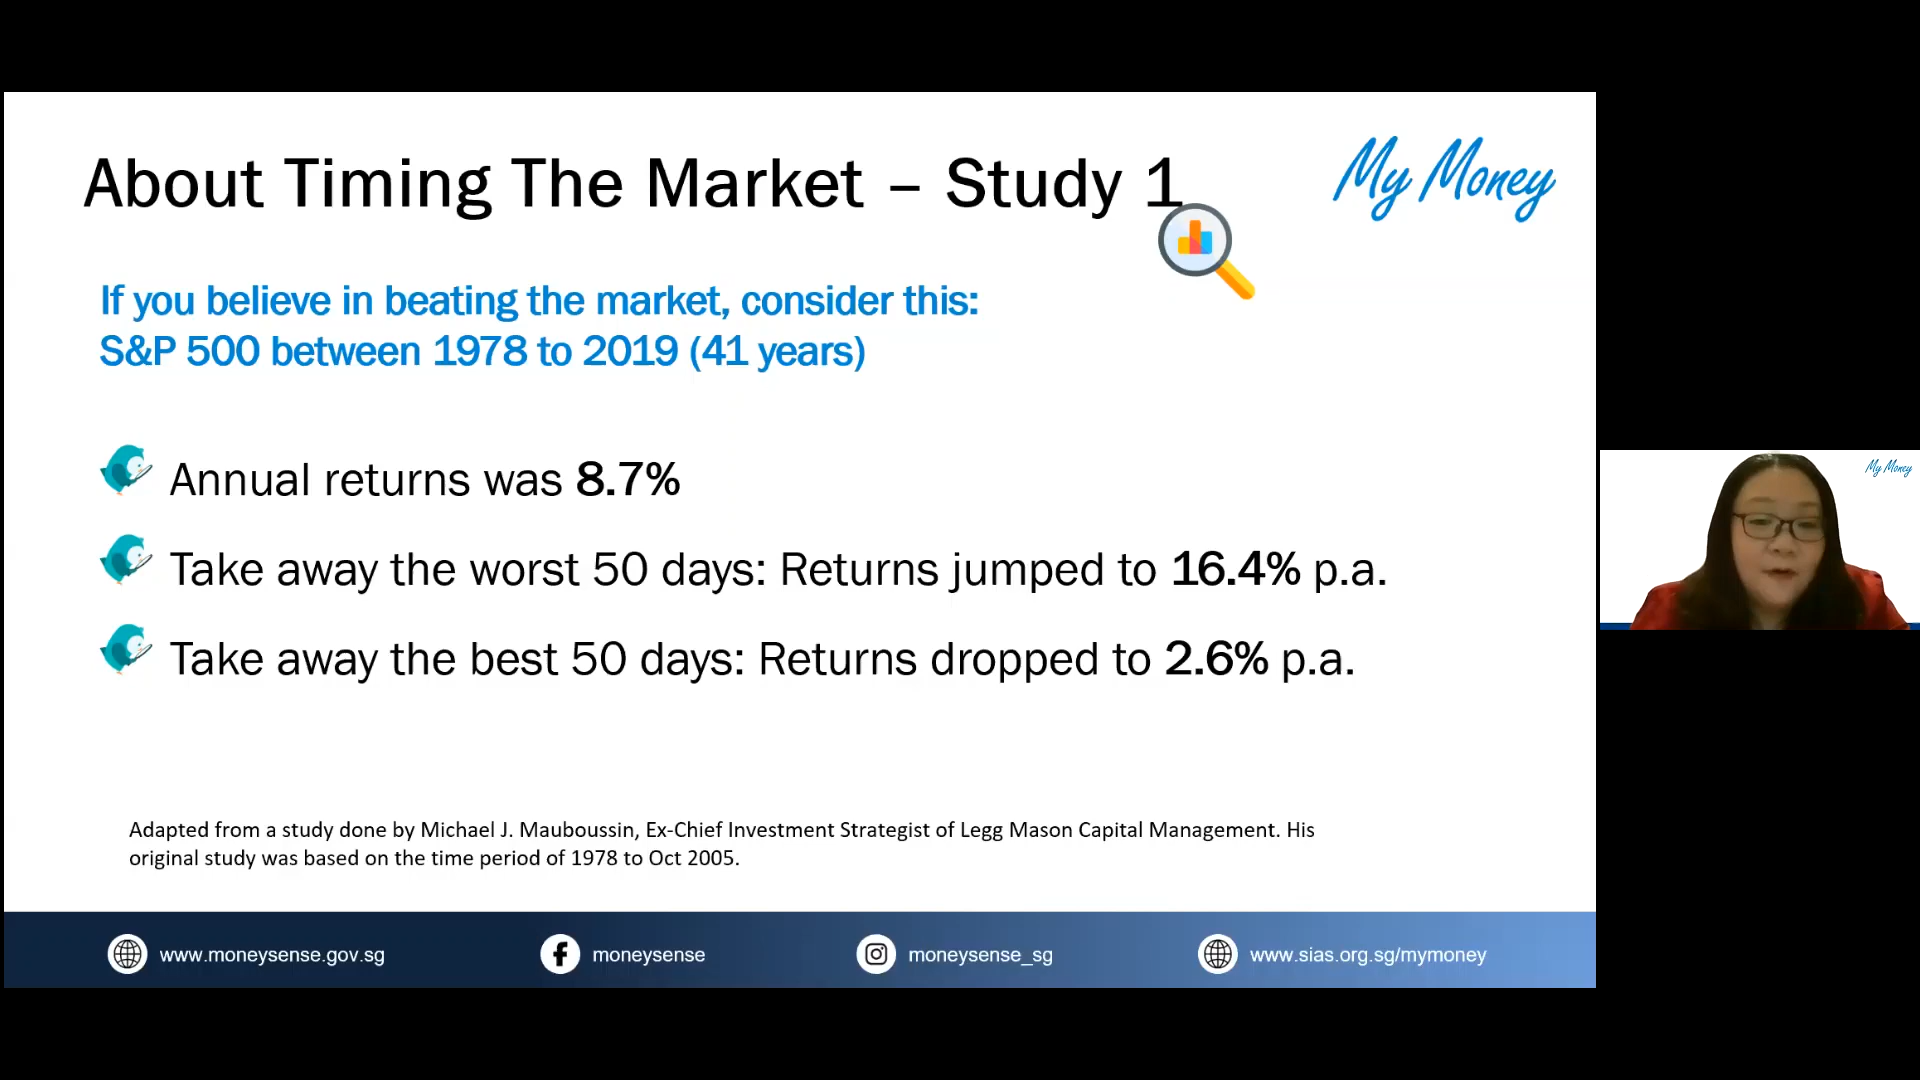 About Timing The Market – Study 1
My Money
If you believe in beating the market, consider this:
S&P 500 between 1978 to 2019 (41 years)
Annual returns was 8.7%
My Money
Take away the worst 50 days: Returns jumped to 16.4% p.a.
Take away the best 50 days: Returns dropped to 2.6% p.a.
Adapted from a study done by Michael J. Mauboussin, Ex-Chief Investment Strategist of Legg Mason Capital Management. His
original study was based on the time period of 1978 to Oct 2005.
www.moneysense.gov.sg
moneysense
moneysense_sg
www.sias.org.sg/mymoney